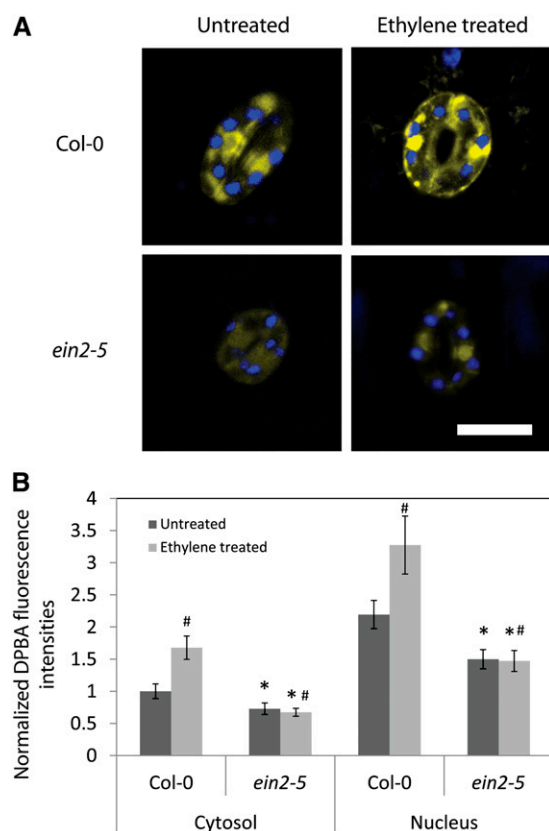 A
Untreated Ethylene treated
Col-0
ein2-5
B
Normalized DPBA fluorescence
intensities
4
3.5
3
2.5
2
1.5
1
0.5
0
Untreated
Ethylene treated
#
* * #
#
* * #
Col-0 ein2-5 Col-0 ein2-5
Cytosol Nucleus